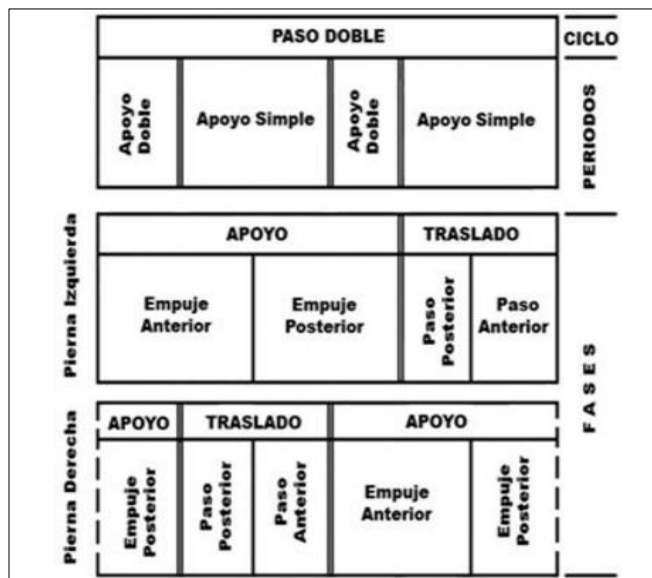 PASO DOBLE
CICLO
Apoyo
Doble
Apoyo Simple
Apoyo
Doble
Apoyo Simple
PERIODOS
Pierna Izquierda
APOYO
TRASLADO
Empuje
Anterior
Empuje
Posterior
Paso
Posterior
Paso
Anterior
FASES
Pierna Derecha
APOYO
TRASLADO
APOYO
Empuje
Posterior
Paso
Posterior
Paso
Anterior
Empuje
Anterior
Empuje
Posterior